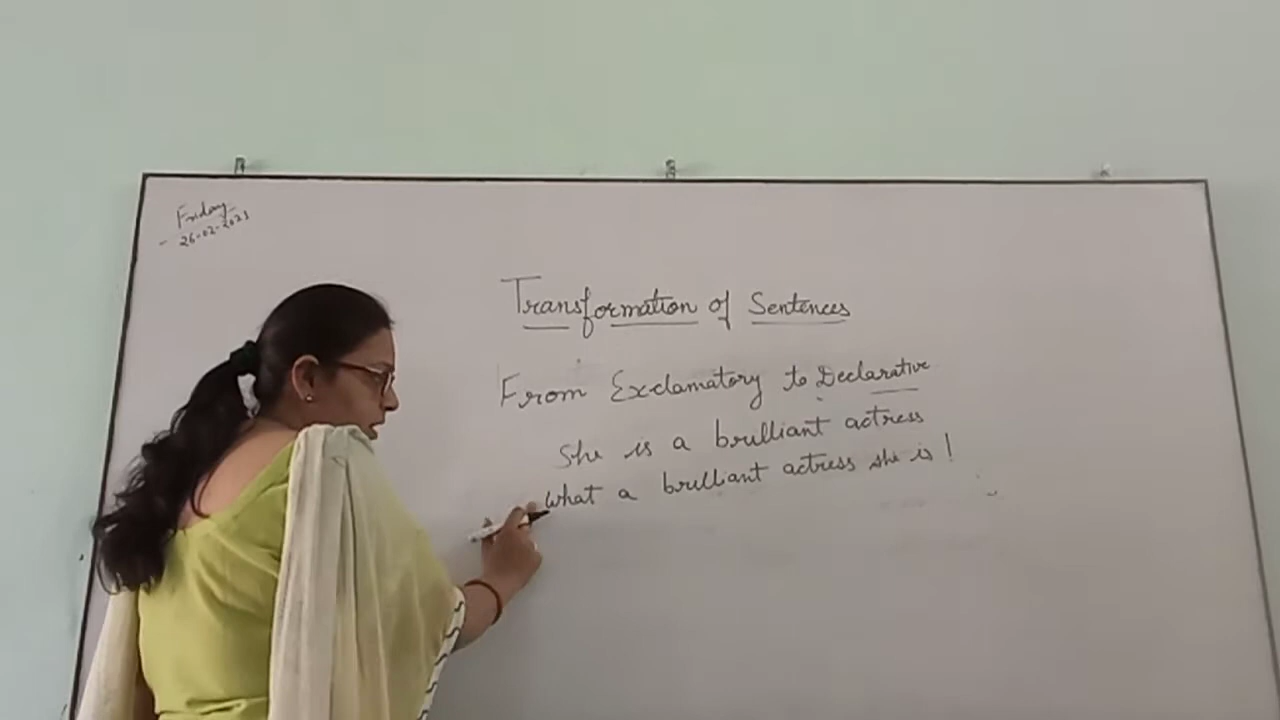 Friday
26-02-2021
Transformation of Sentences
From Exclamatory to Declarative
She is a brilliant actress
What a brilliant actress she is!